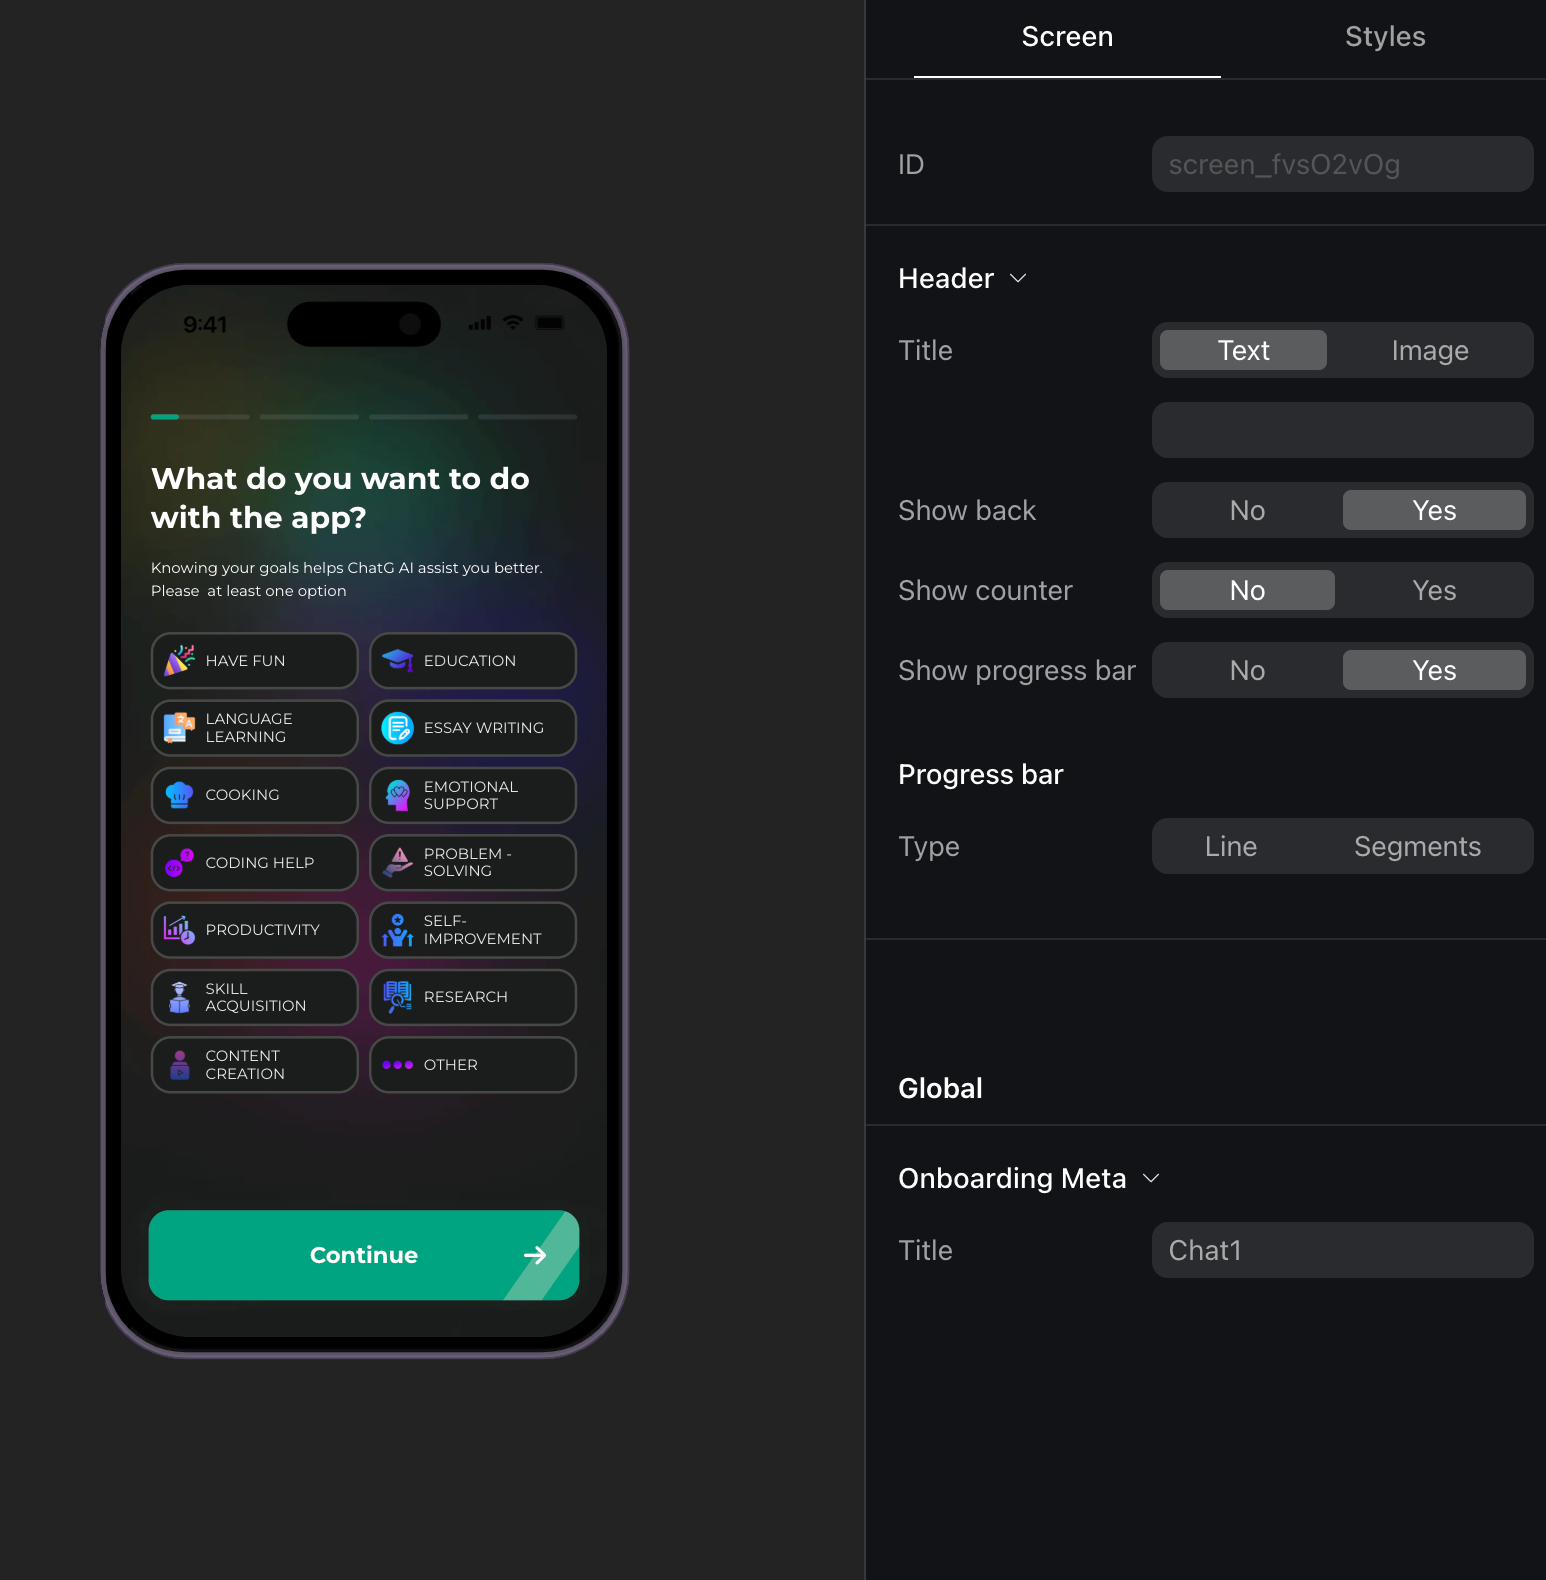 9:41
What do you want to do
with the app?
Knowing your goals helps ChatG AI assist you better.
Please  at least one option
HAVE FUN
EDUCATION
LANGUAGE
LEARNING
ESSAY WRITING
COOKING
EMOTIONAL
SUPPORT
CODING HELP
PROBLEM -
SOLVING
PRODUCTIVITY
SELF-
IMPROVEMENT
SKILL
ACQUISITION
RESEARCH
CONTENT
CREATION
OTHER
Continue
Screen Styles
ID screen_fvsO2vOg
Header
Title Text Image
Show back No Yes
Show counter No Yes
Show progress bar No Yes
Progress bar
Type Line Segments
Global
Onboarding Meta
Title Chat1